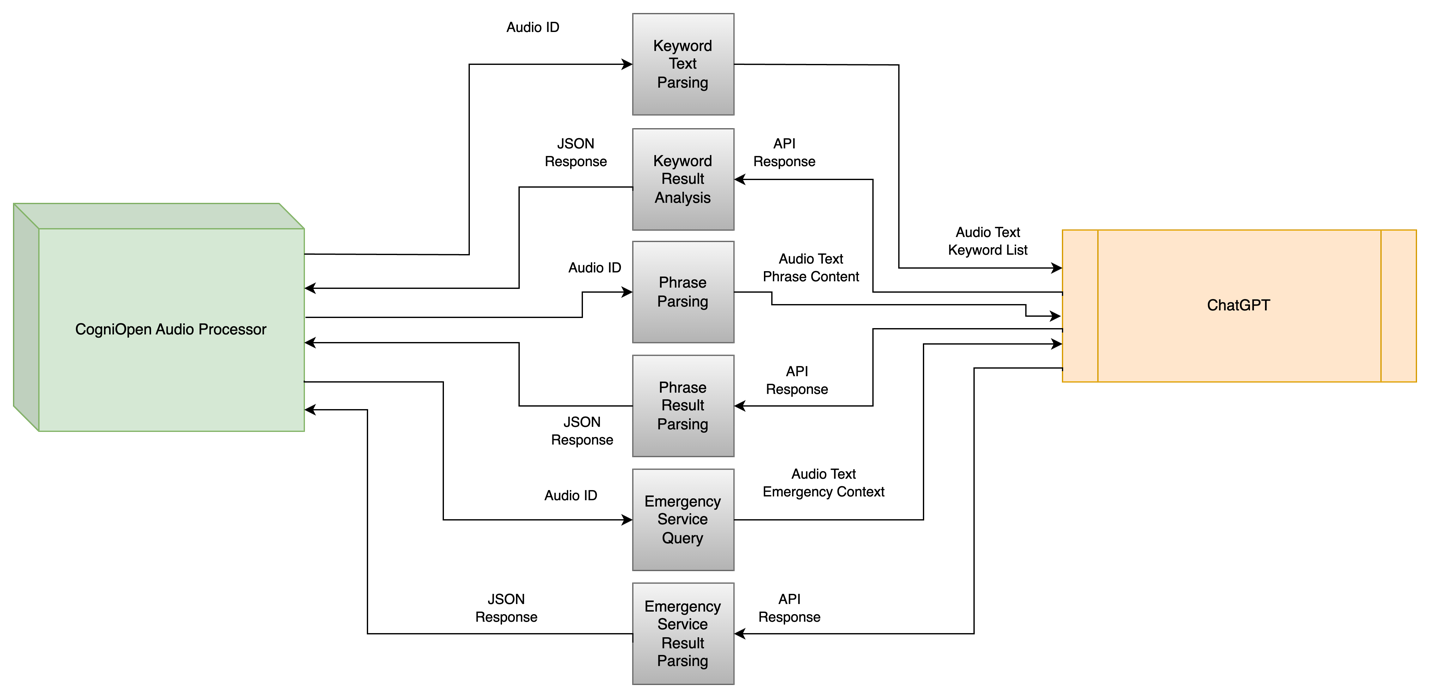 Audio ID
Keyword
Text
Parsing
JSON
Response
Keyword
Result
Analysis
API
Response
Audio Text
Keyword List
Audio ID
Phrase
Parsing
Audio Text
Phrase Content
CogniOpen Audio Processor
ChatGPT
JSON
Response
Phrase
Result
Parsing
API
Response
Audio ID
Emergency
Service
Query
Audio Text
Emergency Context
JSON
Response
Emergency
Service
Result
Parsing
API
Response